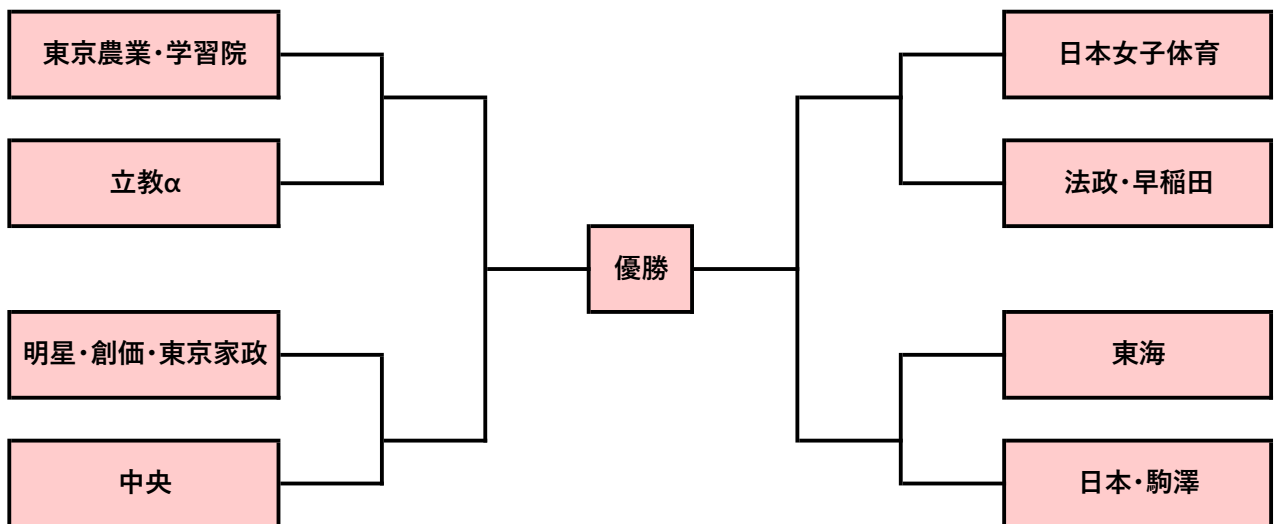 東京農業・学習院
立教α
明星・創価・東京家政
中央
優勝
日本女子体育
法政・早稲田
東海
日本・駒澤